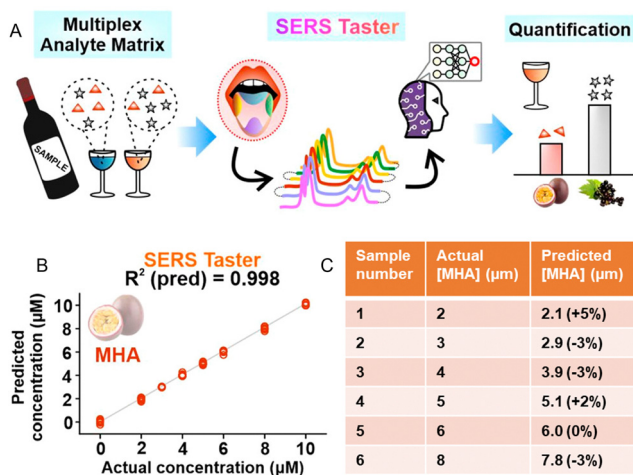 A
Multiplex
Analyte Matrix
SERS Taster
Quantification
SAMPLE
B
SERS Taster
R² (pred) = 0.998
MHA
Predicted
concentration (µM)
10
8
6
4
2
0
0 2 4 6 8 10
Actual concentration (µM)
C
Sample number Actual [MHA] (µm) Predicted [MHA] (µm)
1 2 2.1 (+5%)
2 3 2.9 (-3%)
3 4 3.9 (-3%)
4 5 5.1 (+2%)
5 6 6.0 (0%)
6 8 7.8 (-3%)